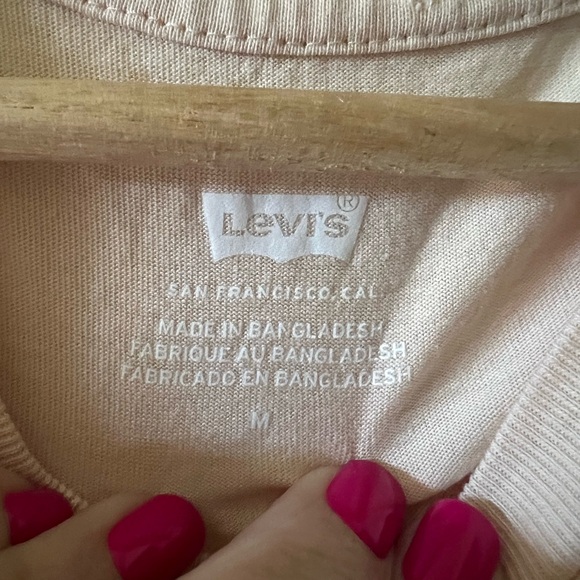 Levi's®
SAN FRANCISCO, CAL
MADE IN BANGLADESH
FABRIQUE AU BANGLADESH
FABRICADO EN BANGLADESH
M